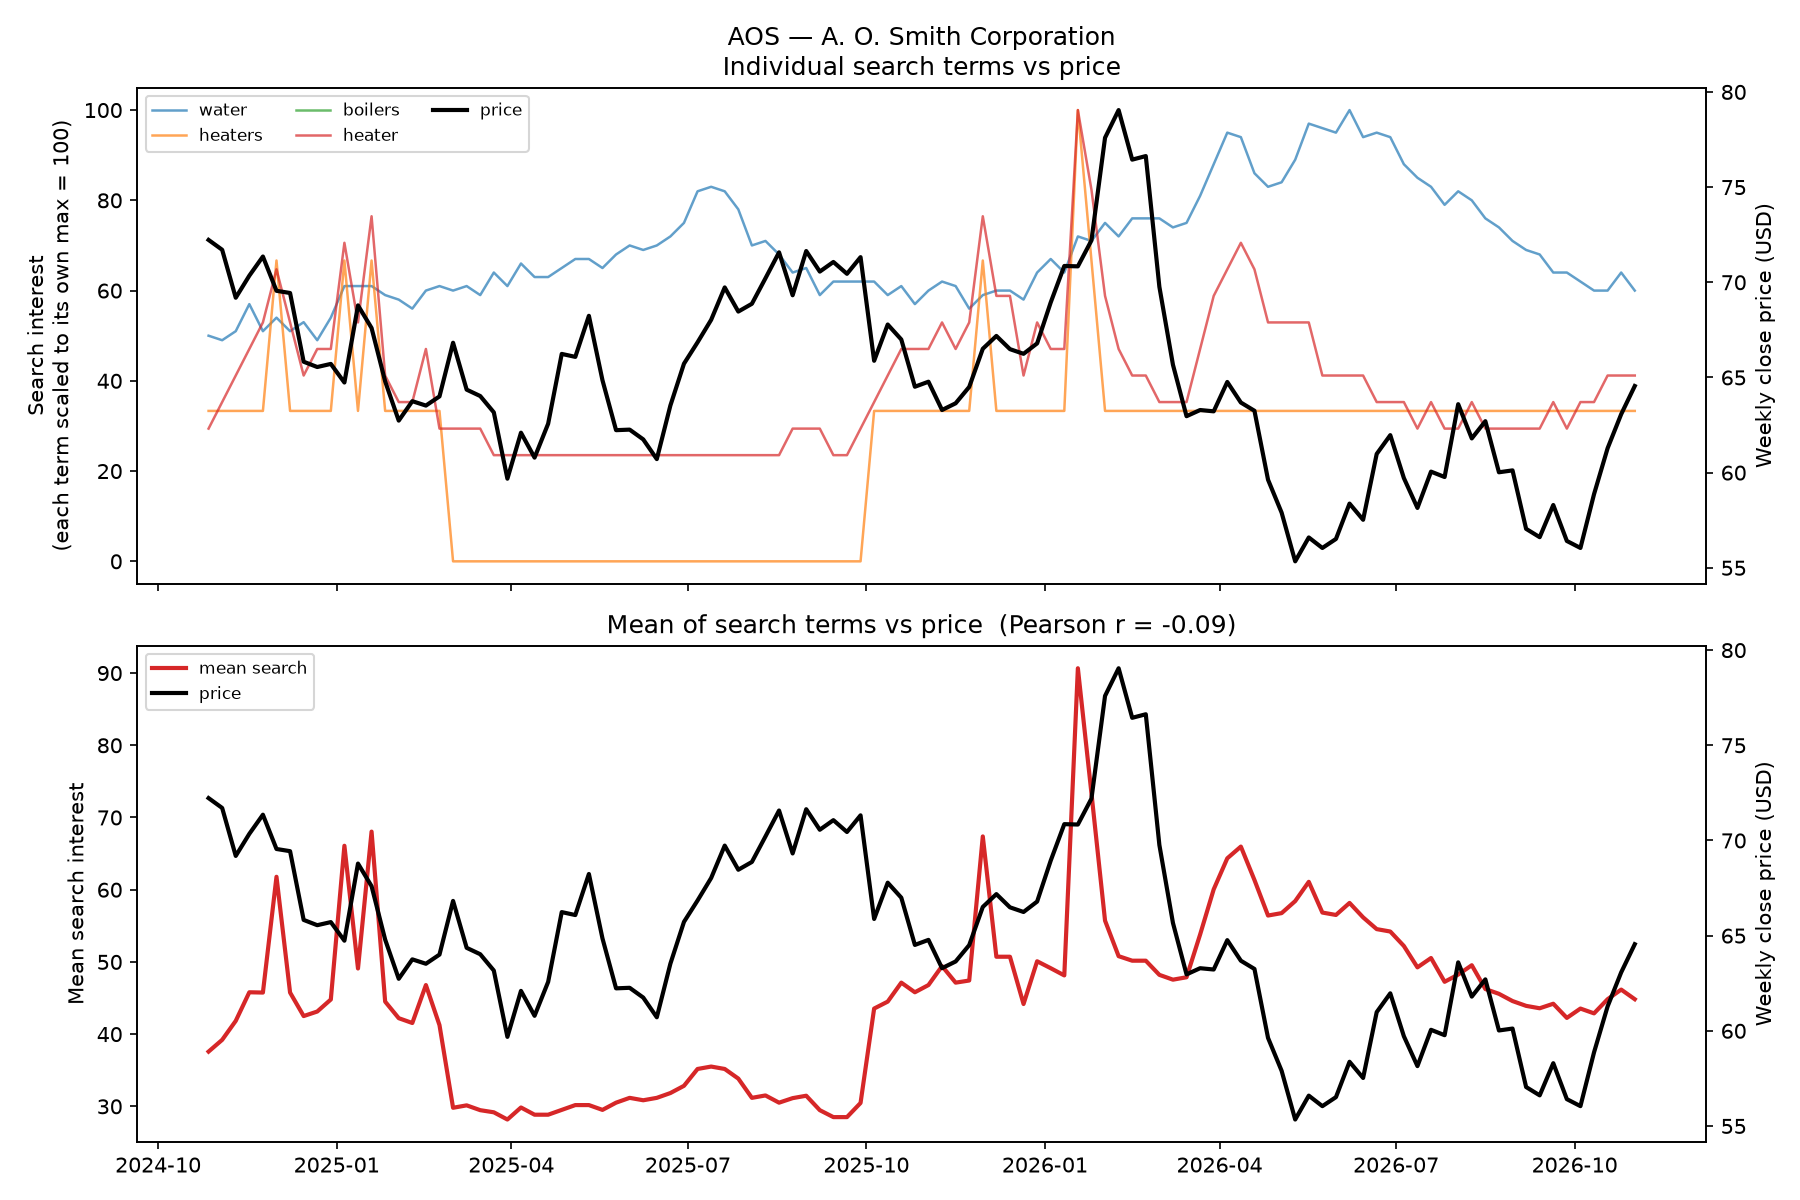 AOS — A. O. Smith Corporation
Individual search terms vs price
water
heaters
boilers
heater
price
Search interest
(each term scaled to its own max = 100)
100
80
60
40
20
0
80
75
70
65
60
55
Weekly close price (USD)
Mean of search terms vs price (Pearson r = -0.09)
mean search
price
Mean search interest
90
80
70
60
50
40
30
80
75
70
65
60
55
Weekly close price (USD)
2024-10
2025-01
2025-04
2025-07
2025-10
2026-01
2026-04
2026-07
2026-10